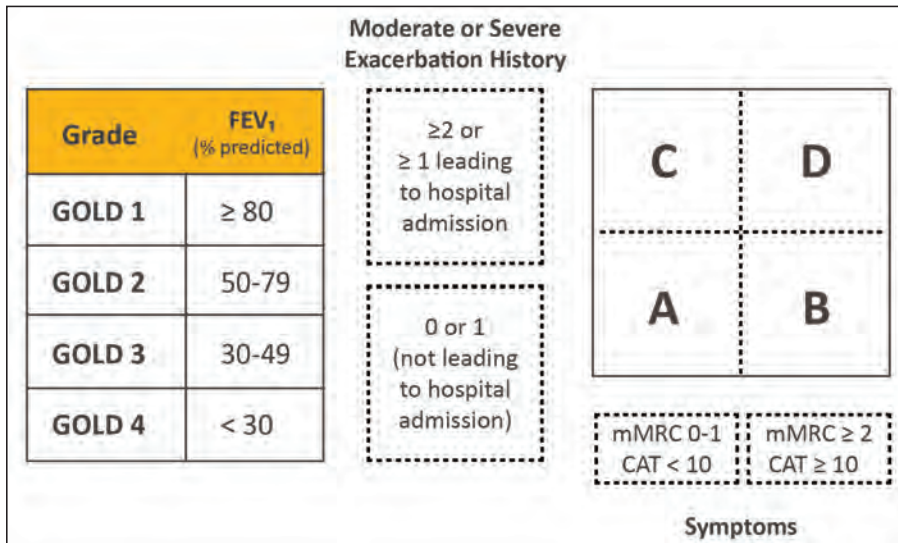 Moderate or Severe
Exacerbation History
Grade
FEV₁
(% predicted)
GOLD 1
≥ 80
GOLD 2
50-79
GOLD 3
30-49
GOLD 4
< 30
≥2 or
≥ 1 leading
to hospital
admission
0 or 1
(not leading
to hospital
admission)
C
D
A
B
mMRC 0-1
CAT < 10
mMRC ≥ 2
CAT ≥ 10
Symptoms